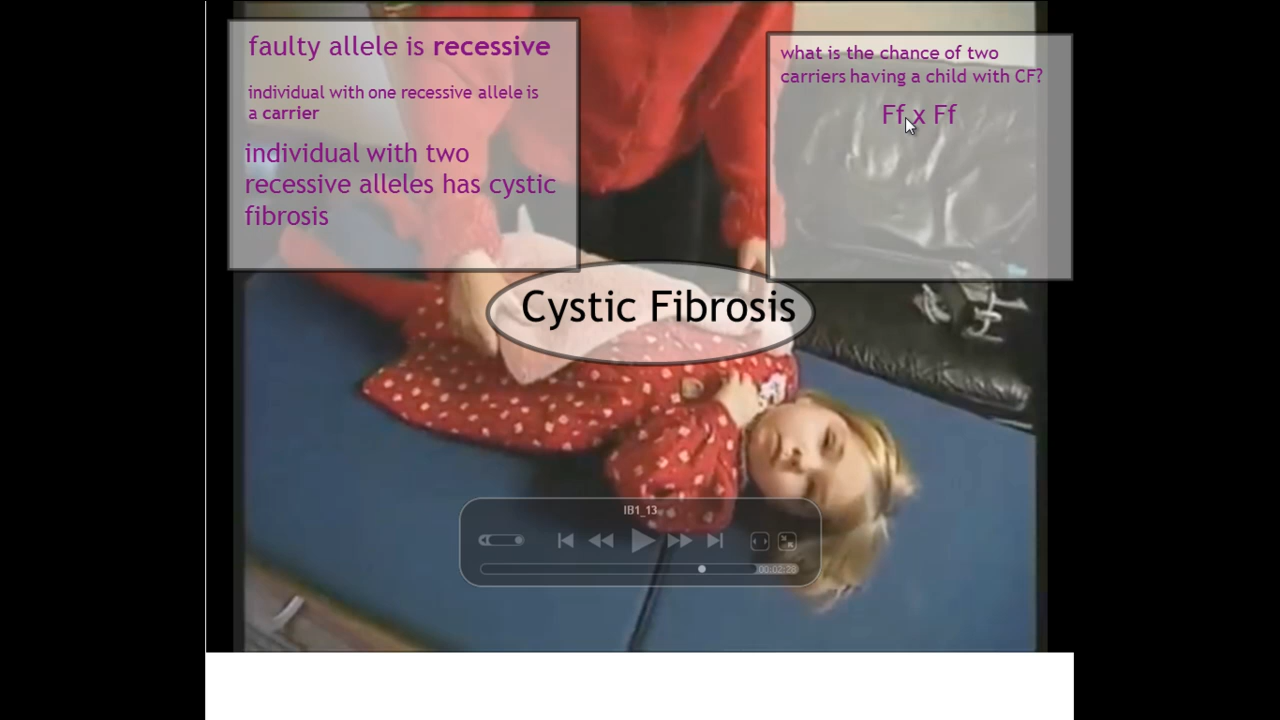 faulty allele is recessive
individual with one recessive allele is
a carrier
individual with two
recessive alleles has cystic
fibrosis
what is the chance of two
carriers having a child with CF?
Ff x Ff
Cystic Fibrosis
IB1_13
00:02:28